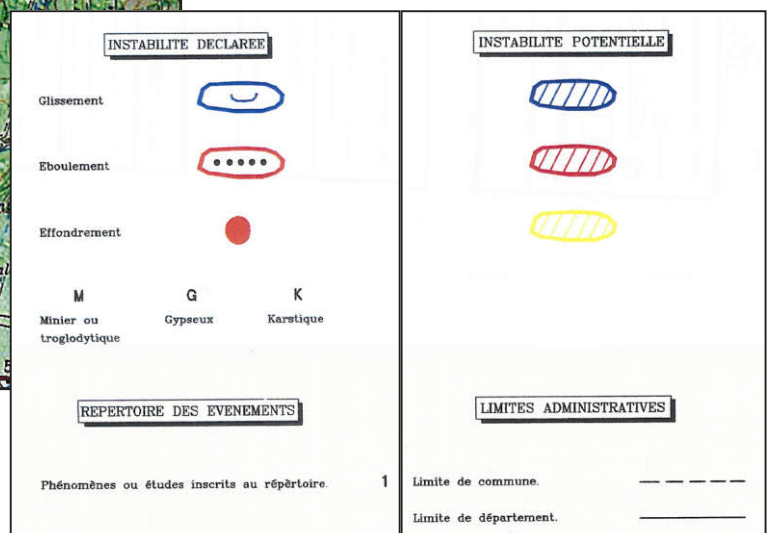 INSTABILITE DECLAREE
Glissement
Eboulement
Effondrement
M G K
Minier ou Gypseux Karstique
troglodytique
REPERTOIRE DES EVENEMENTS
Phénomènes ou études inscrits au répèrtoire. 1
INSTABILITE POTENTIELLE
LIMITES ADMINISTRATIVES
Limite de commune.
Limite de département.